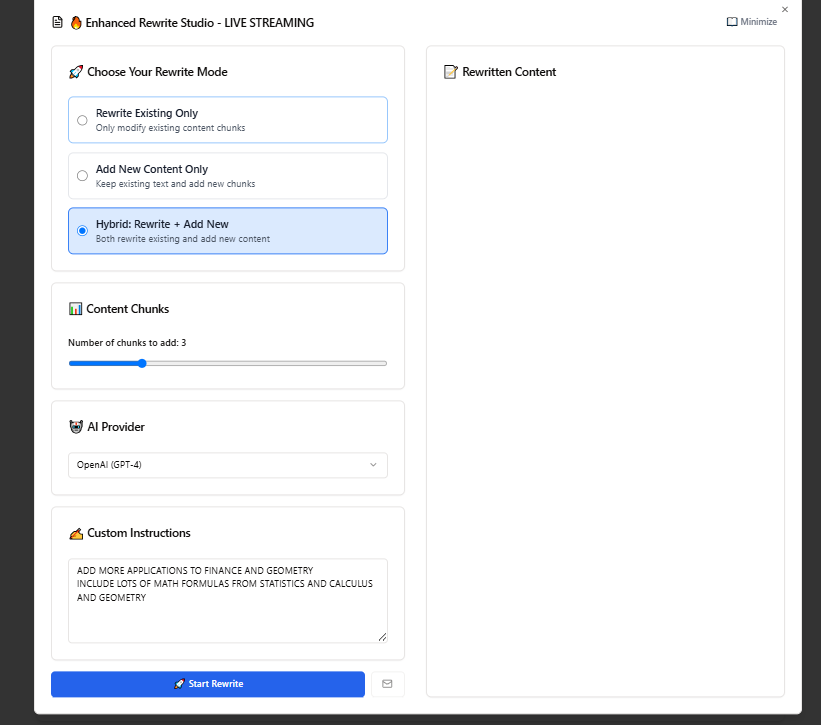 Enhanced Rewrite Studio - LIVE STREAMING
Minimize
Choose Your Rewrite Mode
Rewrite Existing Only
Only modify existing content chunks
Add New Content Only
Keep existing text and add new chunks
Hybrid: Rewrite + Add New
Both rewrite existing and add new content
Content Chunks
Number of chunks to add: 3
AI Provider
OpenAI (GPT-4)
Custom Instructions
ADD MORE APPLICATIONS TO FINANCE AND GEOMETRY
INCLUDE LOTS OF MATH FORMULAS FROM STATISTICS AND CALCULUS
AND GEOMETRY
Start Rewrite
Rewritten Content